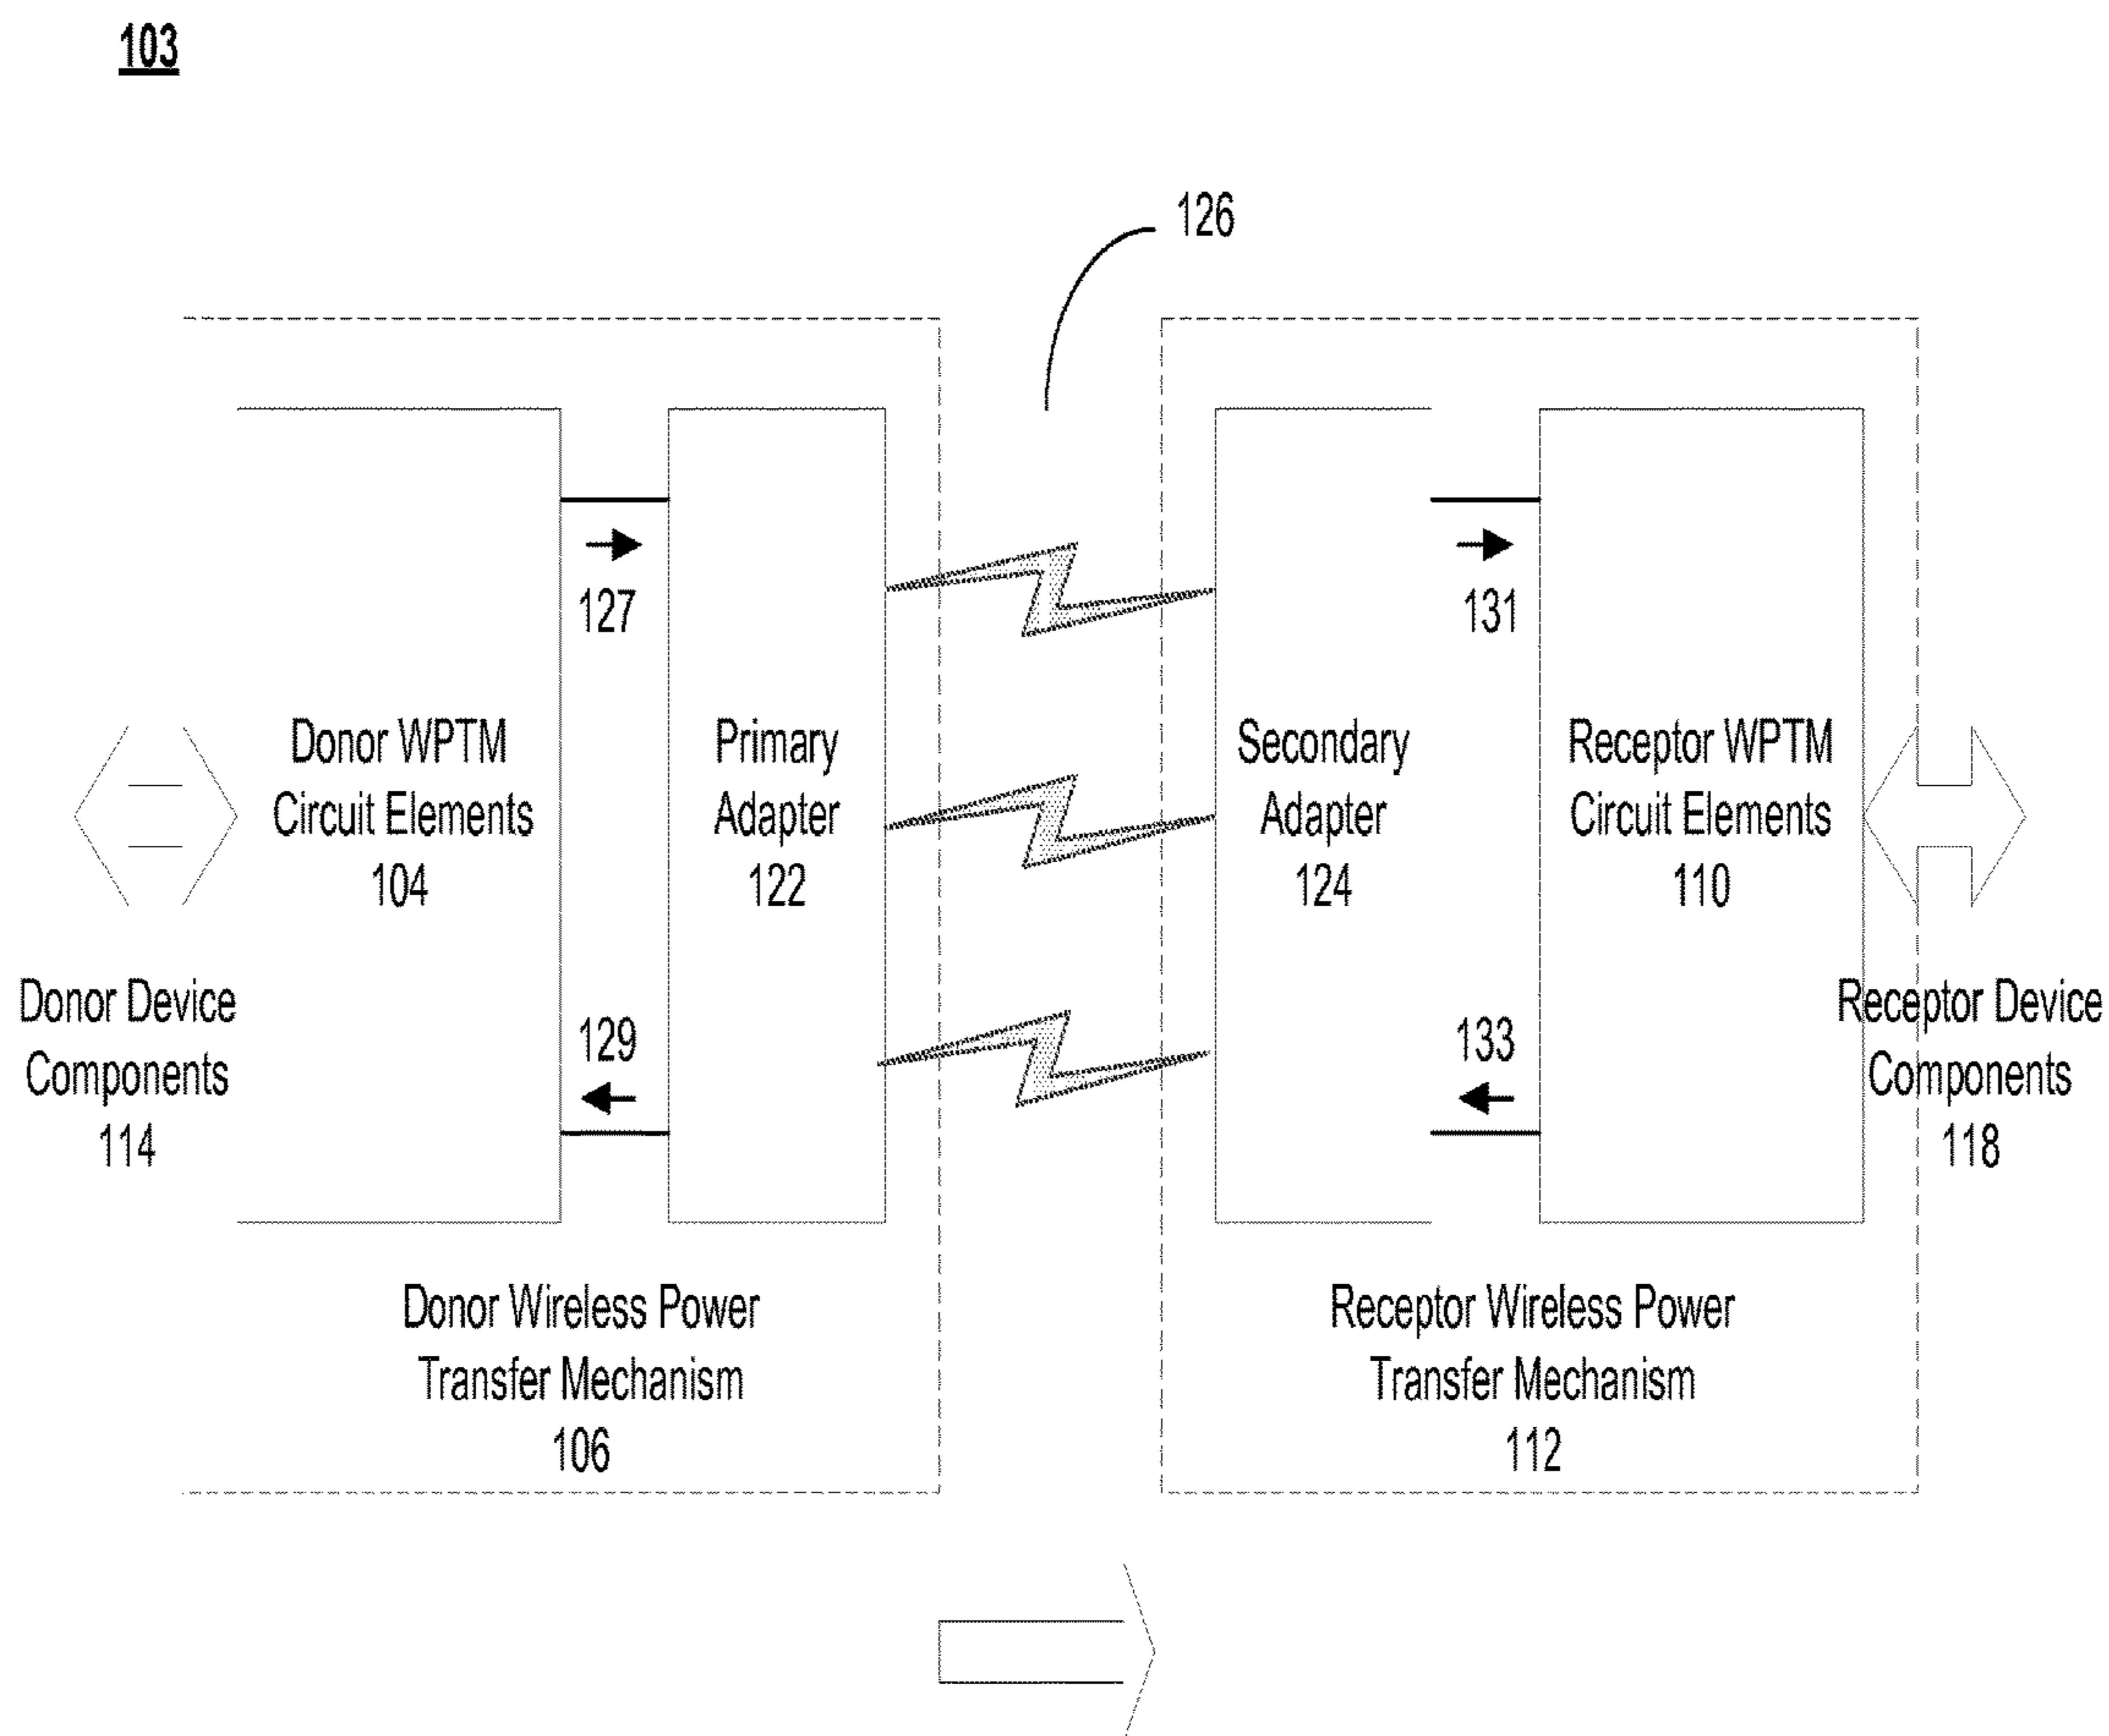 103
126
127
131
Donor WPTM
Circuit Elements
104
Primary
Adapter
122
Secondary
Adapter
124
Receptor WPTM
Circuit Elements
110
Donor Device
Components
114
129
133
Receptor Device
Components
118
Donor Wireless Power
Transfer Mechanism
106
Receptor Wireless Power
Transfer Mechanism
112